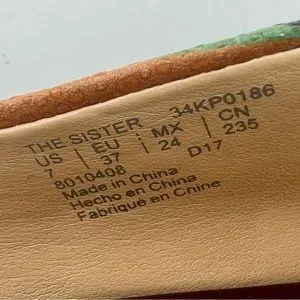 THE SISTER 34KP0186
US | EU | MX | CN
7 | 37 | 24 | 235
8010408 D17
Made in China
Hecho en China
Fabriqué en Chine